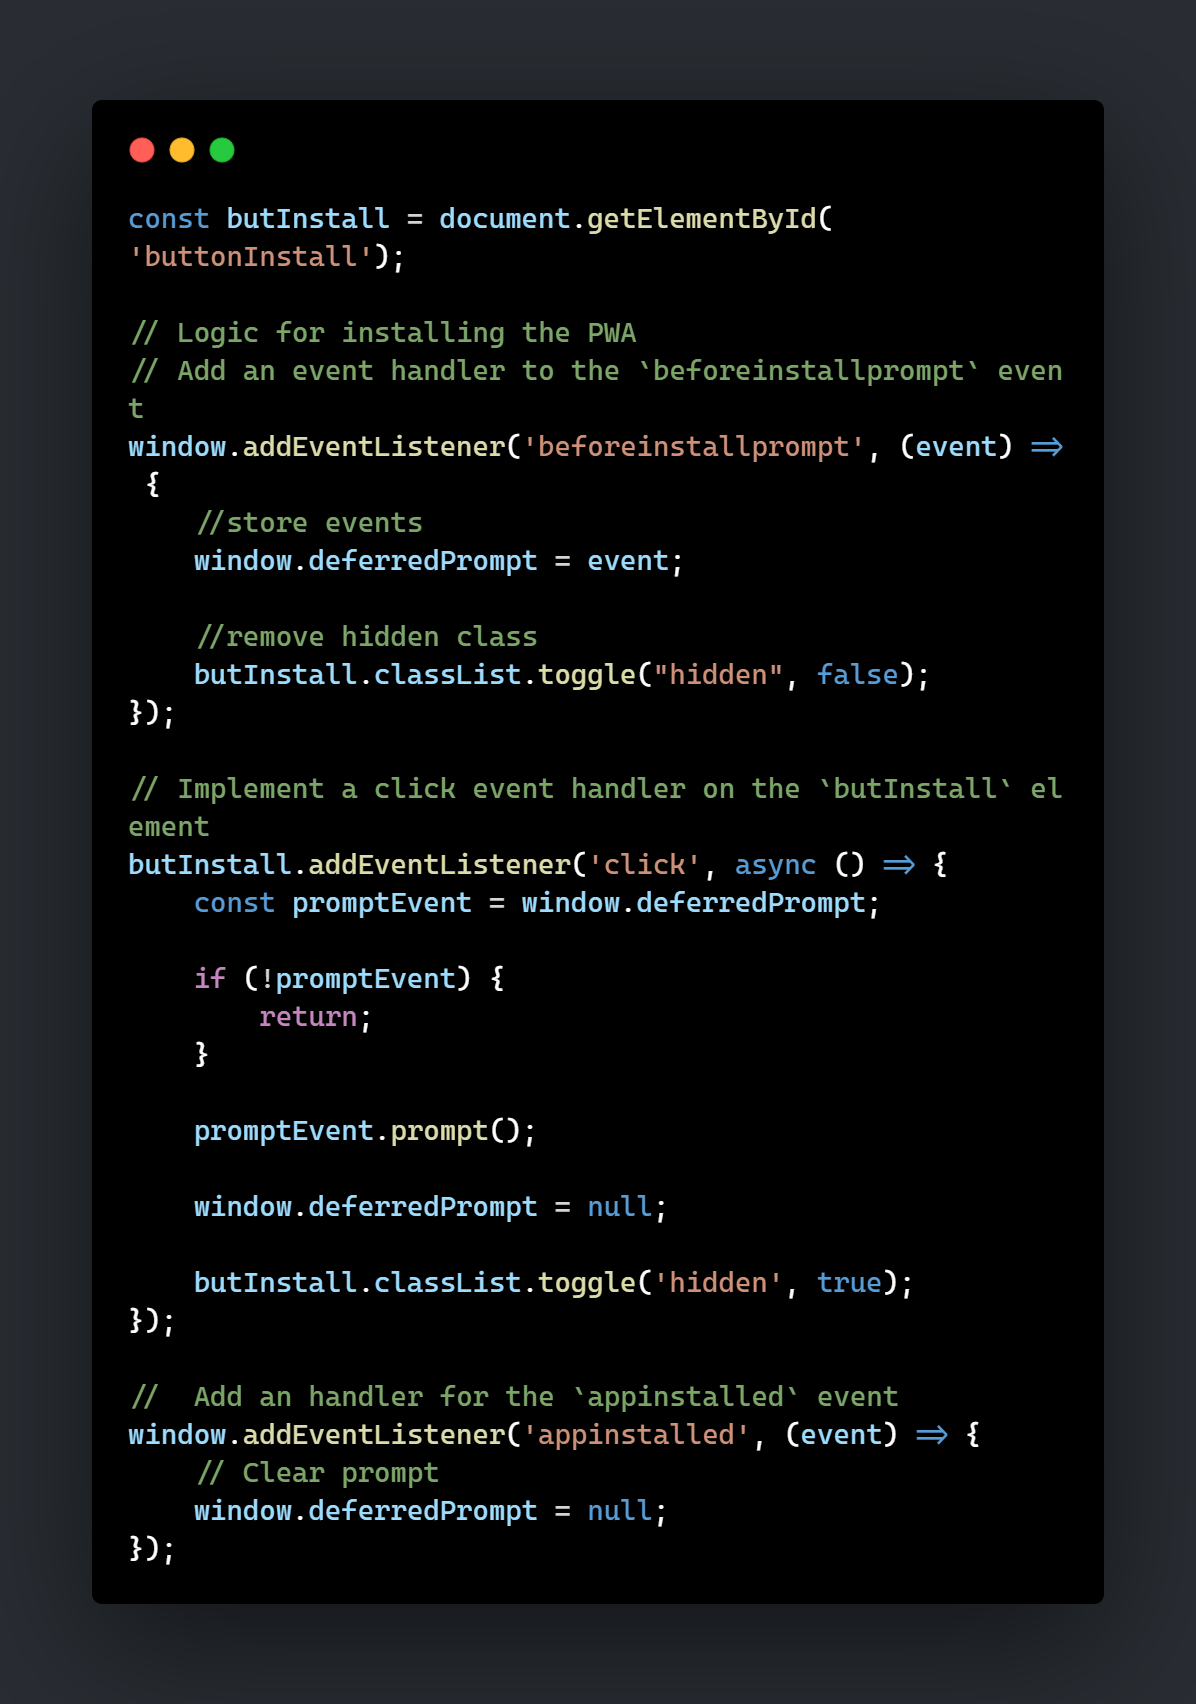 const butInstall = document.getElementById(
'buttonInstall');
// Logic for installing the PWA
// Add an event handler to the `beforeinstallprompt` even
t
window.addEventListener('beforeinstallprompt', (event) =>
 {
    //store events
    window.deferredPrompt = event;
    //remove hidden class
    butInstall.classList.toggle("hidden", false);
});
// Implement a click event handler on the `butInstall` el
ement
butInstall.addEventListener('click', async () => {
    const promptEvent = window.deferredPrompt;
    if (!promptEvent) {
        return;
    }
    promptEvent.prompt();
    window.deferredPrompt = null;
    butInstall.classList.toggle('hidden', true);
});
//  Add an handler for the `appinstalled` event
window.addEventListener('appinstalled', (event) => {
    // Clear prompt
    window.deferredPrompt = null;
});